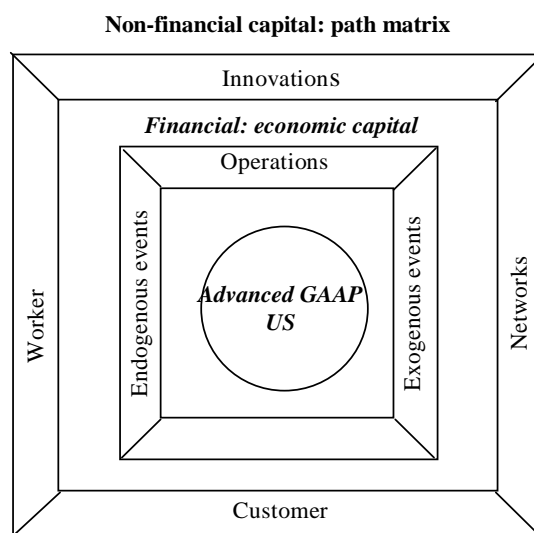 Non-financial capital: path matrix
Innovations
Financial: economic capital
Operations
Worker
Endogenous events
Advanced GAAP
US
Exogenous events
Networks
Customer